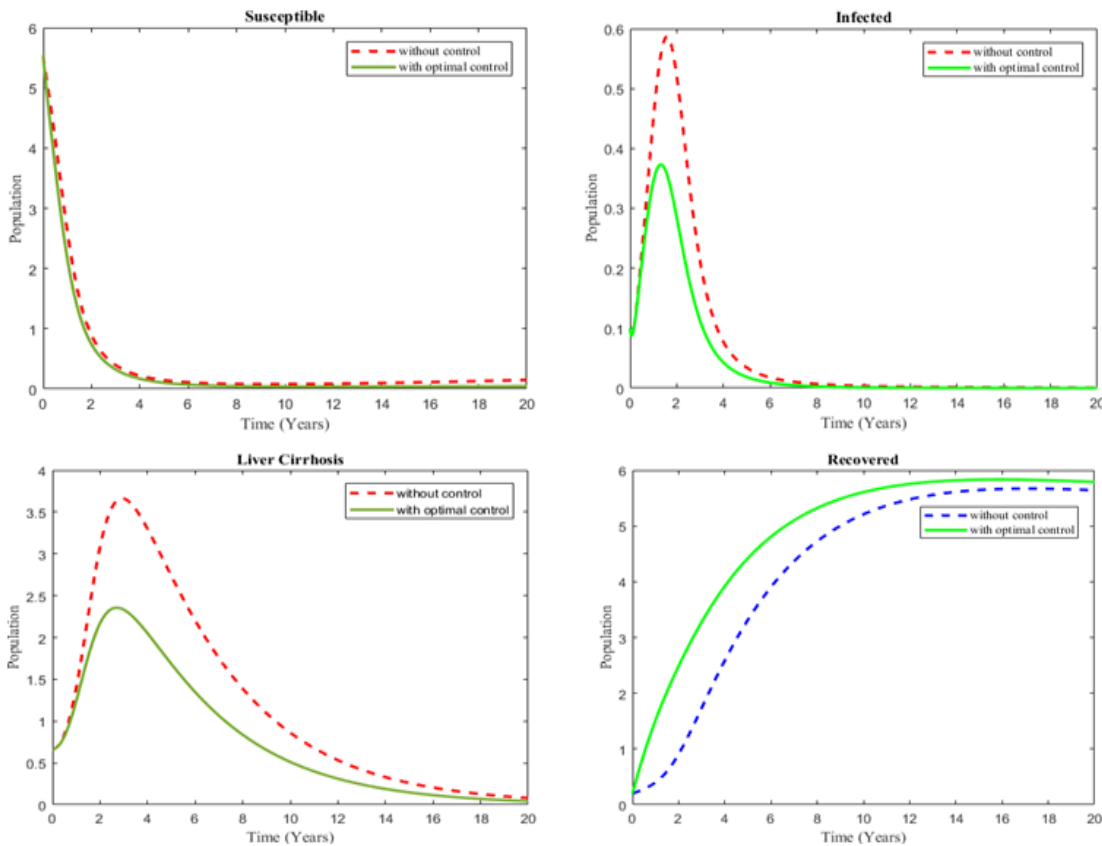 Susceptible
6
5
4
3
2
1
0
Population
without control
with optimal control
0 2 4 6 8 10 12 14 16 18 20
Time (Years)
Infected
0.6
0.5
0.4
0.3
0.2
0.1
0
Population
without control
with optimal control
0 2 4 6 8 10 12 14 16 18 20
Time (Years)
Liver Cirrhosis
4
3.5
3
2.5
2
1.5
1
0.5
0
Population
without control
with optimal control
0 2 4 6 8 10 12 14 16 18 20
Time (Years)
Recovered
6
5
4
3
2
1
0
Population
without control
with optimal control
0 2 4 6 8 10 12 14 16 18 20
Time (Years)